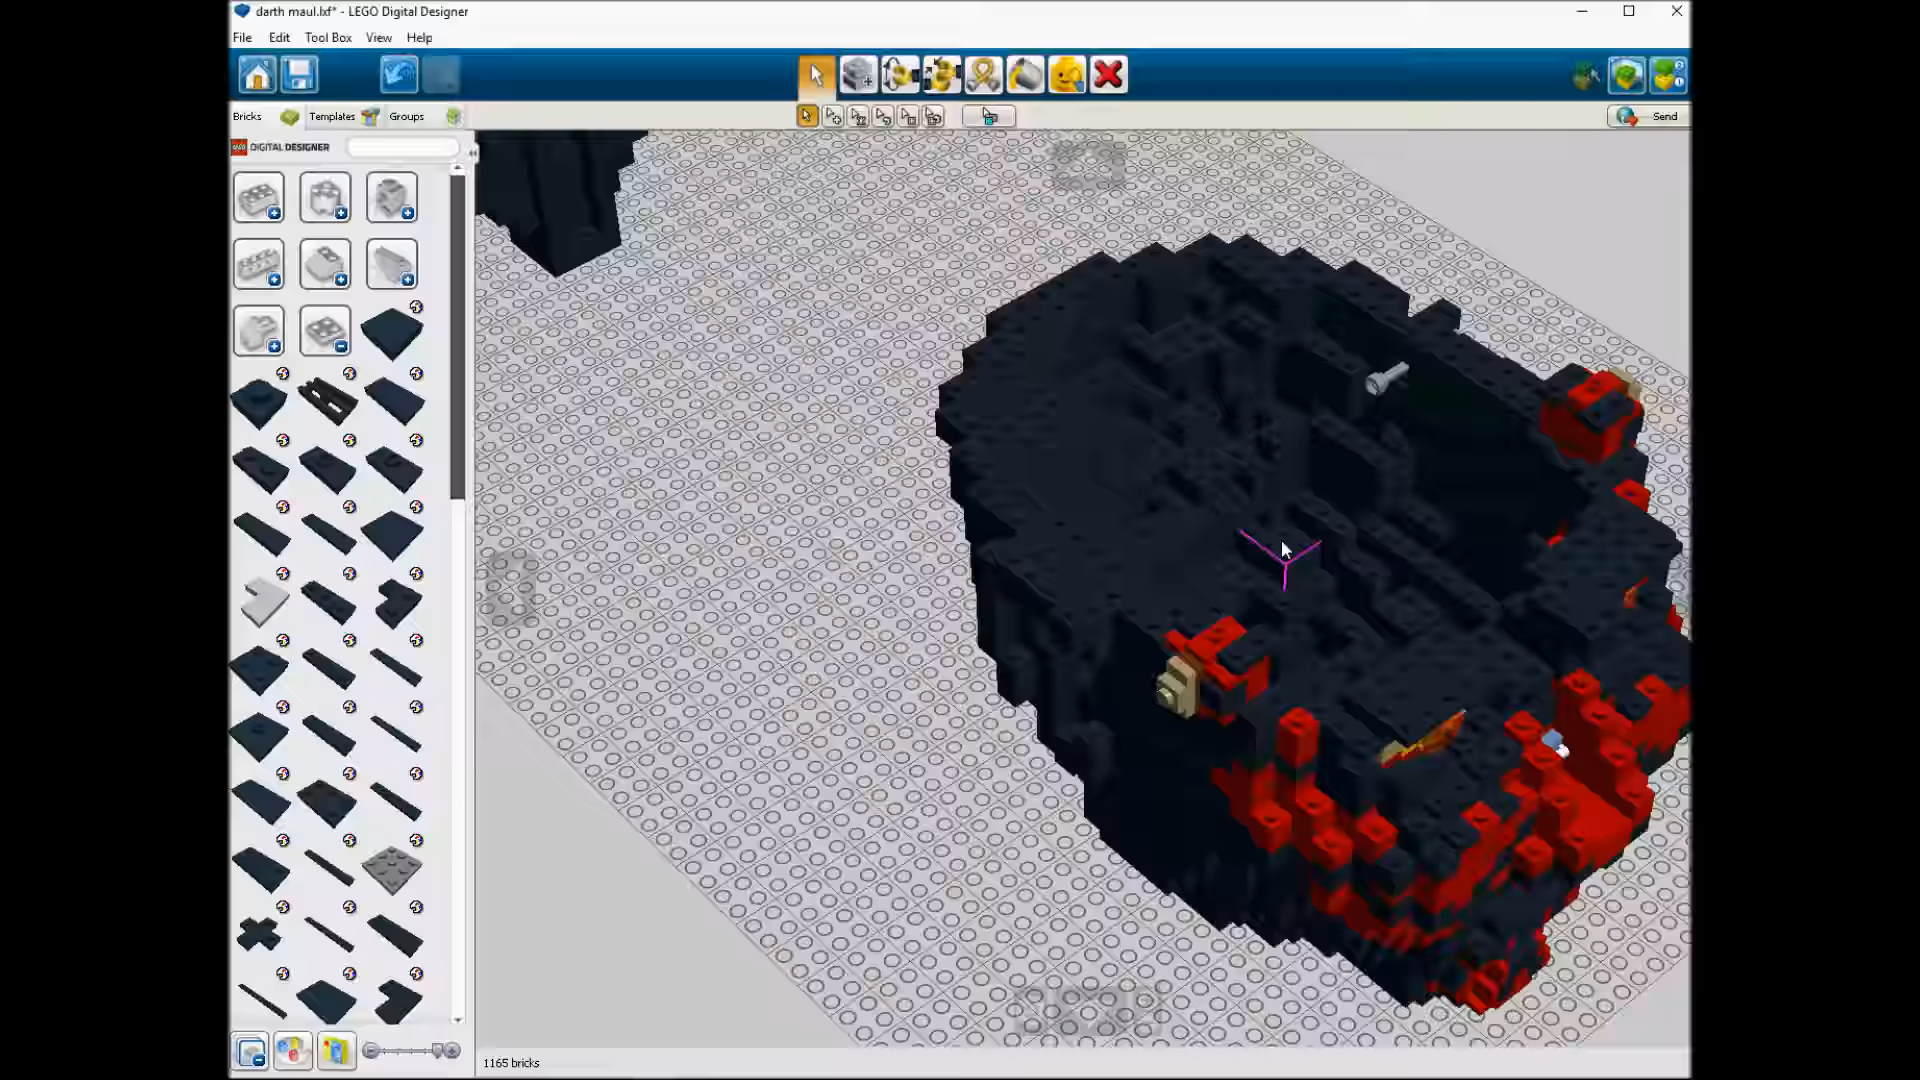 darth maul.lxf* - LEGO Digital Designer
File Edit Tool Box View Help
Bricks Templates Groups
Send
DIGITAL DESIGNER
1165 bricks